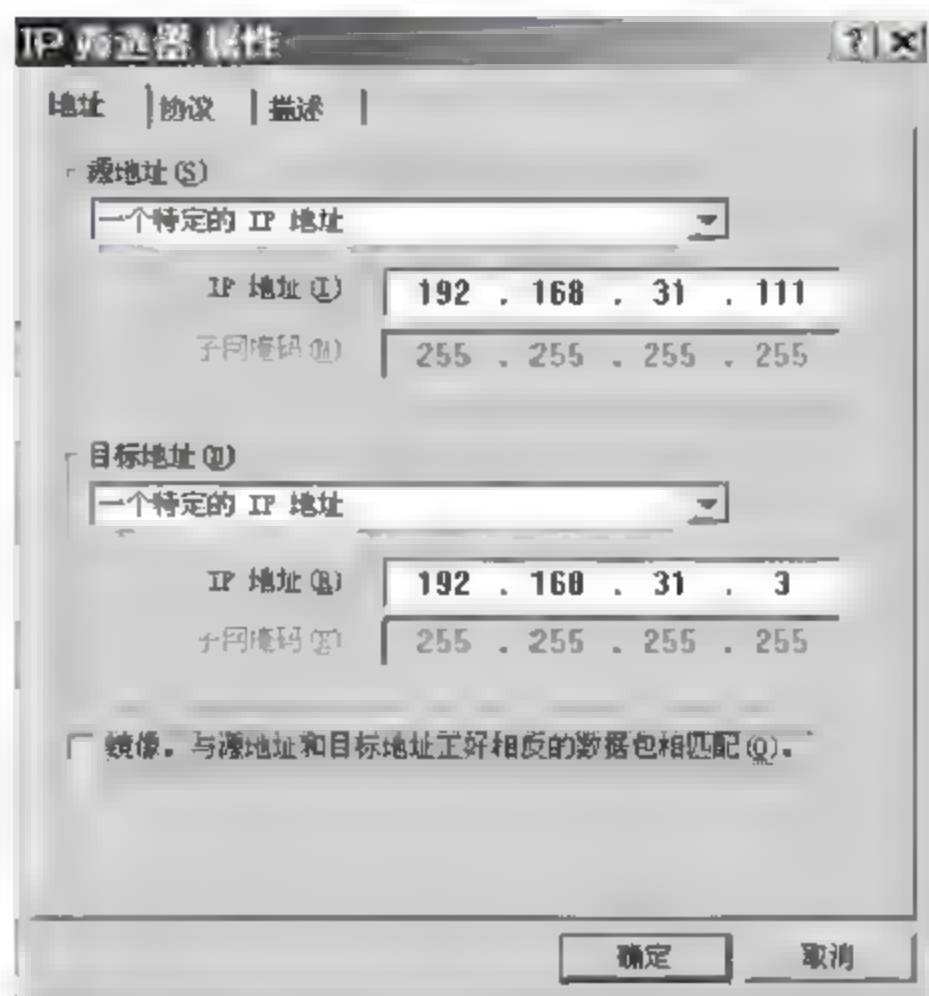 IP 筛选器 属性
地址 协议 描述
源地址(S)
一个特定的 IP 地址
IP 地址(I) 192 . 168 . 31 . 111
子网掩码(M) 255 . 255 . 255 . 255
目标地址(D)
一个特定的 IP 地址
IP 地址(R) 192 . 168 . 31 . 3
子网掩码 255 . 255 . 255 . 255
镜像。与源地址和目标地址正好相反的数据包相匹配(O)。
确定 取消